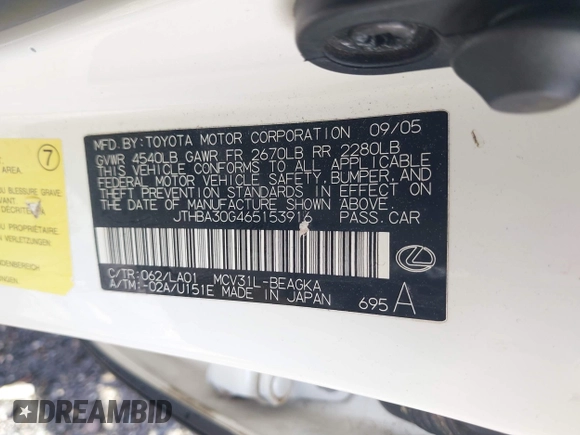 MFD.BY: TOYOTA MOTOR CORPORATION 09/05
GVWR 4540LB GAWR FR 2670LB RR 2280LB
THIS VEHICLE CONFORMS TO ALL APPLICABLE
FEDERAL MOTOR VEHICLE SAFETY, BUMPER, AND
THEFT PREVENTION STANDARDS IN EFFECT ON
THE DATE OF MANUFACTURE SHOWN ABOVE.
JTHBA30G465153916 PASS. CAR
C/TR: 062/LA01 MCV31L-BEAGKA
A/TM: -02A/U151E MADE IN JAPAN
695 A
7
AREA.
DREAMBID